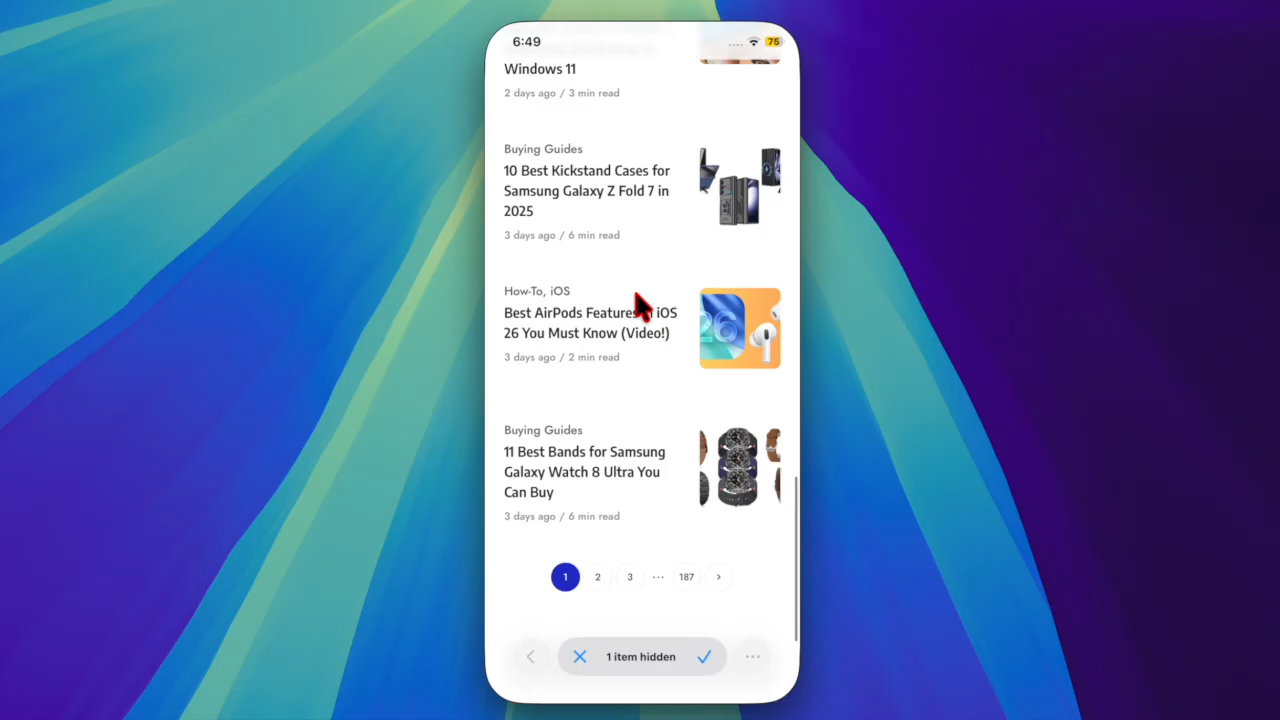 6:49
75
Windows 11
2 days ago / 3 min read
Buying Guides
10 Best Kickstand Cases for
Samsung Galaxy Z Fold 7 in
2025
3 days ago / 6 min read
How-To, iOS
Best AirPods Features iOS
26 You Must Know (Video!)
26
3 days ago / 2 min read
Buying Guides
11 Best Bands for Samsung
Galaxy Watch 8 Ultra You
Can Buy
3 days ago / 6 min read
1 2 3 ... 187 >
1 item hidden